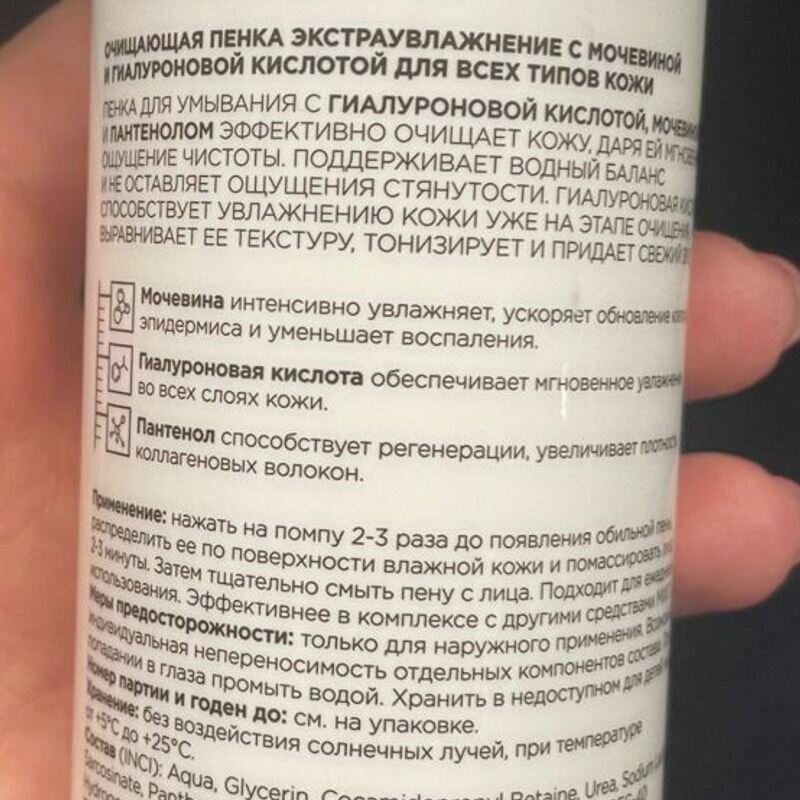 ОЧИЩАЮЩАЯ ПЕНКА ЭКСТРАУВЛАЖНЕНИЕ С МОЧЕВИНОЙ
И ГИАЛУРОНОВОЙ КИСЛОТОЙ ДЛЯ ВСЕХ ТИПОВ КОЖИ
ПЕНКА ДЛЯ УМЫВАНИЯ С ГИАЛУРОНОВОЙ КИСЛОТОЙ,
И ПАНТЕНОЛОМ ЭФФЕКТИВНО ОЧИЩАЕТ КОЖУ, ДАРЯ ЕЙ
ОЩУЩЕНИЕ ЧИСТОТЫ. ПОДДЕРЖИВАЕТ ВОДНЫЙ БАЛАНС
И НЕ ОСТАВЛЯЕТ ОЩУЩЕНИЯ СТЯНУТОСТИ. ГИАЛУРОНОВАЯ
СПОСОБСТВУЕТ УВЛАЖНЕНИЮ КОЖИ УЖЕ НА ЭТАПЕ
ВЫРАВНИВАЕТ ЕЕ ТЕКСТУРУ, ТОНИЗИРУЕТ И ПРИДАЕТ СВЕЖИЙ
Мочевина интенсивно увлажняет, ускоряет обновление
эпидермиса и уменьшает воспаления.
Гиалуроновая кислота обеспечивает мгновенное
во всех слоях кожи.
Пантенол способствует регенерации, увеличивает плотность
коллагеновых волокон.
Применение: нажать на помпу 2-3 раза до появления обильной
распределить ее по поверхности влажной кожи и помассировать
2-3 минуты. Затем тщательно смыть пену с лица. Подходит для
использования. Эффективнее в комплексе с другими средствами
Меры предосторожности: только для наружного применения.
индивидуальная непереносимость отдельных компонентов состава.
попадании в глаза промыть водой. Хранить в недоступном для
Номер партии и годен до: см. на упаковке.
Хранение: без воздействия солнечных лучей, при температуре
от +5°C до +25°C.
Состав (INCI): Aqua, Glycerin, Cocamidopropyl Betaine, Urea, Sodium
Sarcosinate,